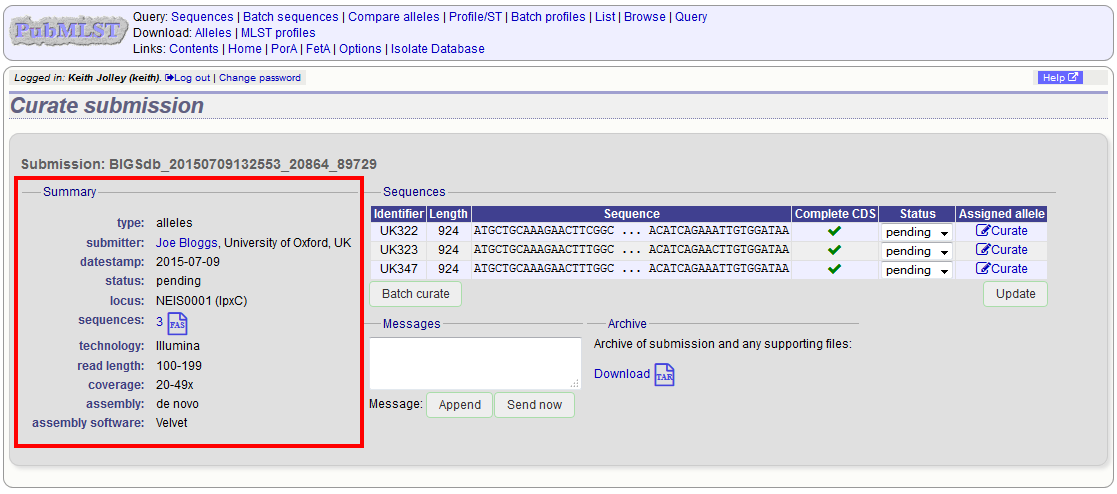 PubMLST
Query: Sequences | Batch sequences | Compare alleles | Profile/ST | Batch profiles | List | Browse | Query
Download: Alleles | MLST profiles
Links: Contents | Home | PorA | FetA | Options | Isolate Database
Logged in: Keith Jolley (keith). Log out | Change password
Help
Curate submission
Submission: BIGSdb_20150709132553_20864_89729
Summary
type: alleles
submitter: Joe Bloggs, University of Oxford, UK
datestamp: 2015-07-09
status: pending
locus: NEIS0001 (lpxC)
sequences: 3 FAS
technology: Illumina
read length: 100-199
coverage: 20-49x
assembly: de novo
assembly software: Velvet
Sequences
Identifier Length Sequence Complete CDS Status Assigned allele
UK322 924 ATGCTGCAAAGAACTTCGGC ... ACATCAGAAATTGTGGATAA pending Curate
UK323 924 ATGCTGCAAAGAACTTTGGC ... ACATCAGAAACTGTGGATAA pending Curate
UK347 924 ATGCTGCAAAGAACTTTGGC ... ACATCAGAAATTGTGGATAA pending Curate
Batch curate Update
Messages
Message: Append Send now
Archive
Archive of submission and any supporting files:
Download TAR